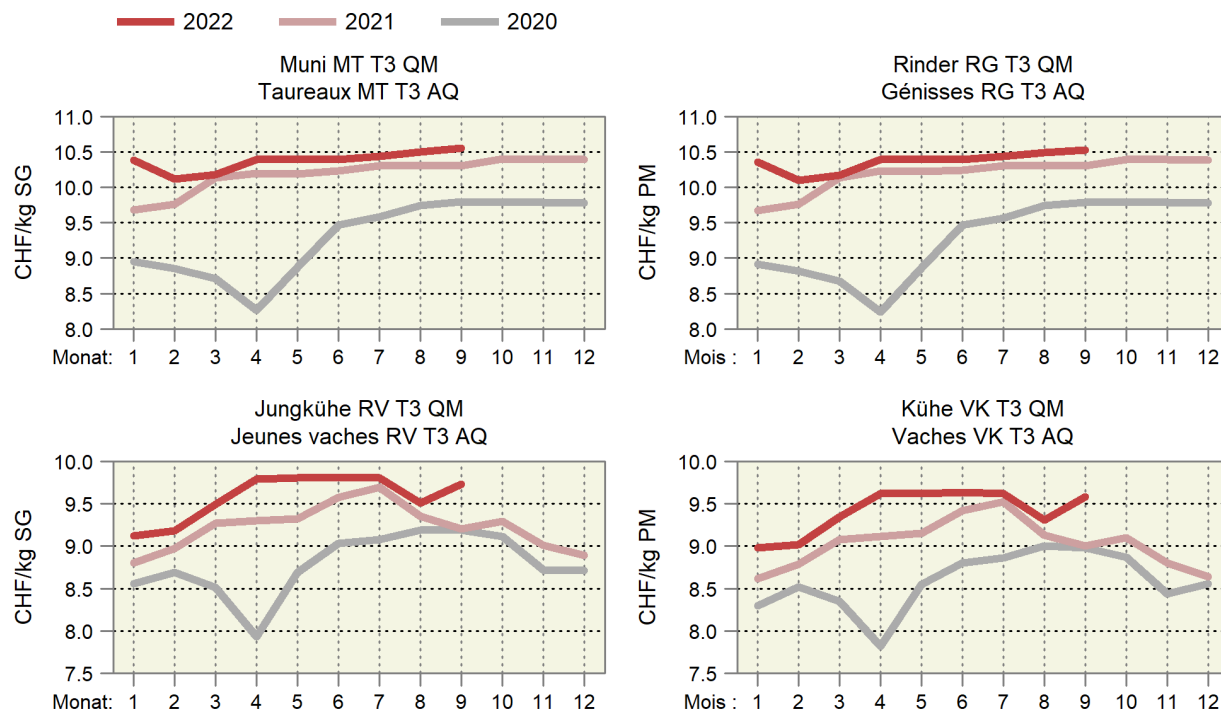 2022 2021 2020
Muni MT T3 QM
Taureaux MT T3 AQ
CHF/kg SG
11.0
10.5
10.0
9.5
9.0
8.5
8.0
Monat: 1 2 3 4 5 6 7 8 9 10 11 12
Rinder RG T3 QM
Génisses RG T3 AQ
CHF/kg PM
11.0
10.5
10.0
9.5
9.0
8.5
8.0
Mois : 1 2 3 4 5 6 7 8 9 10 11 12
Jungkühe RV T3 QM
Jeunes vaches RV T3 AQ
CHF/kg SG
10.0
9.5
9.0
8.5
8.0
7.5
Monat: 1 2 3 4 5 6 7 8 9 10 11 12
Kühe VK T3 QM
Vaches VK T3 AQ
CHF/kg PM
10.0
9.5
9.0
8.5
8.0
7.5
Mois : 1 2 3 4 5 6 7 8 9 10 11 12